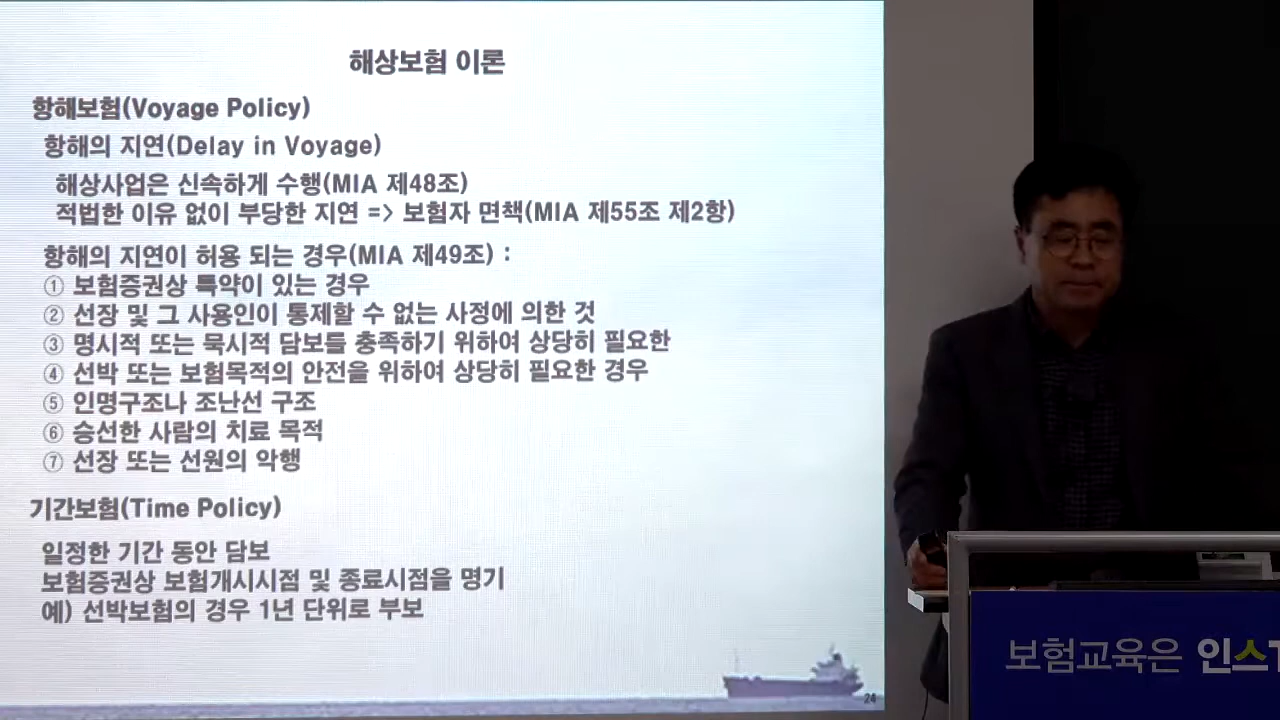 해상보험 이론
항해보험(Voyage Policy)
항해의 지연(Delay in Voyage)
해상사업은 신속하게 수행(MIA 제48조)
적법한 이유 없이 부당한 지연 => 보험자 면책(MIA 제55조 제2항)
항해의 지연이 허용 되는 경우(MIA 제49조) :
① 보험증권상 특약이 있는 경우
② 선장 및 그 사용인이 통제할 수 없는 사정에 의한 것
③ 명시적 또는 묵시적 담보를 충족하기 위하여 상당히 필요한
④ 선박 또는 보험목적의 안전을 위하여 상당히 필요한 경우
⑤ 인명구조나 조난선 구조
⑥ 승선한 사람의 치료 목적
⑦ 선장 또는 선원의 악행
기간보험(Time Policy)
일정한 기간 동안 담보
보험증권상 보험개시시점 및 종료시점을 명기
예) 선박보험의 경우 1년 단위로 부보
24
보험교육은 인스